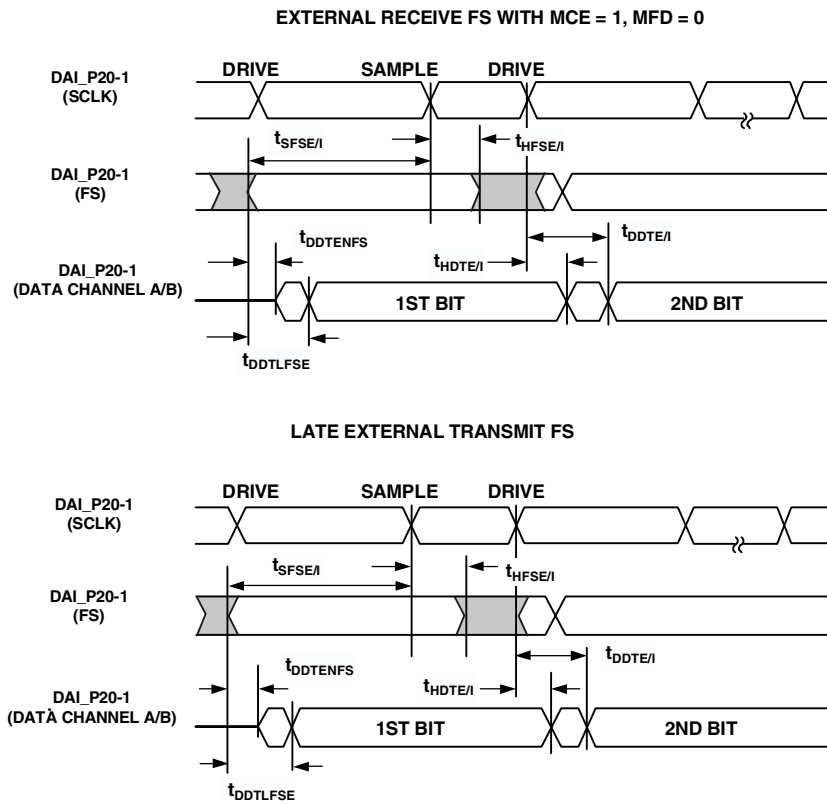 EXTERNAL RECEIVE FS WITH MCE = 1, MFD = 0
DRIVE SAMPLE DRIVE
DAI_P20-1
(SCLK)
tSFSE/I tHFSE/I
DAI_P20-1
(FS)
tDDTENFS tHDTE/I tDDTE/I
DAI_P20-1
(DATA CHANNEL A/B)
1ST BIT 2ND BIT
tDDTLFSE
LATE EXTERNAL TRANSMIT FS
DRIVE SAMPLE DRIVE
DAI_P20-1
(SCLK)
tSFSE/I tHFSE/I
DAI_P20-1
(FS)
tDDTENFS tHDTE/I tDDTE/I
DAI_P20-1
(DATA CHANNEL A/B)
1ST BIT 2ND BIT
tDDTLFSE